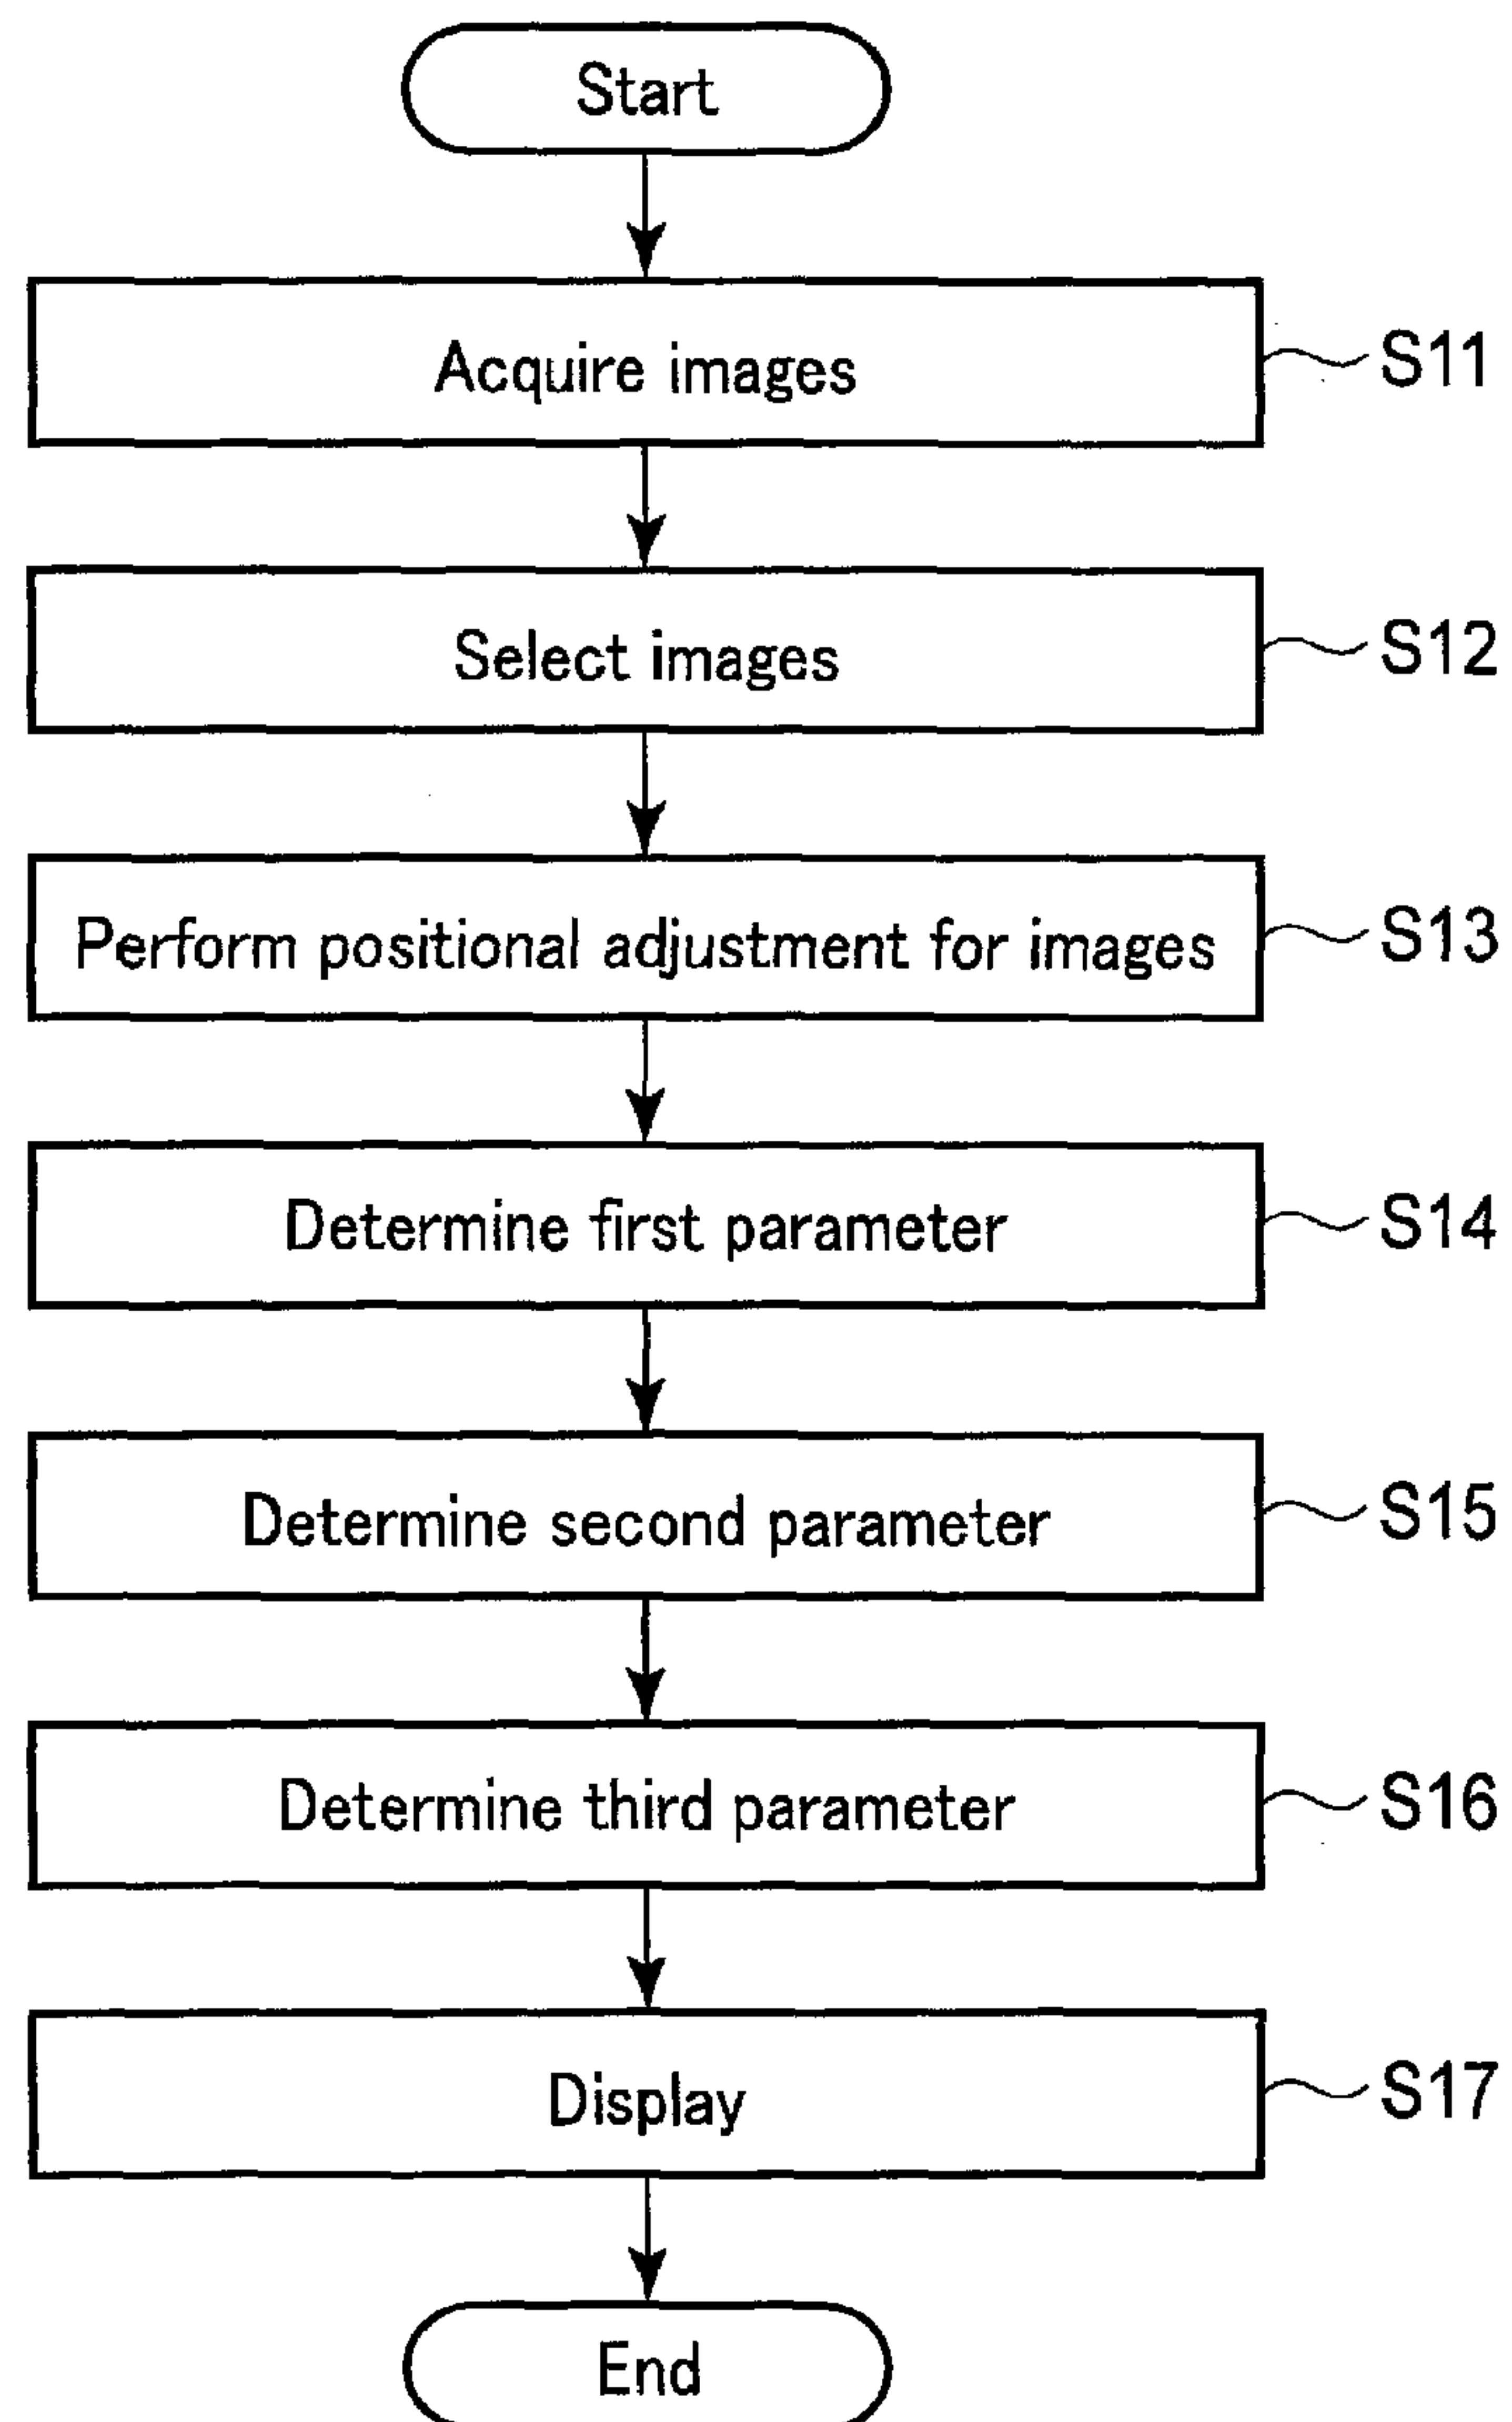 Start
Acquire images S11
Select images S12
Perform positional adjustment for images S13
Determine first parameter S14
Determine second parameter S15
Determine third parameter S16
Display S17
End